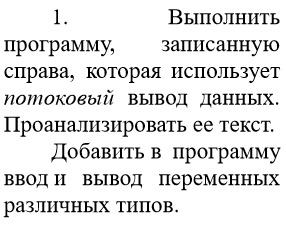 1. Выполнить
программу, записанную
справа, которая использует
потоковый вывод данных.
Проанализировать ее текст.
Добавить в программу
ввод и вывод переменных
различных типов.